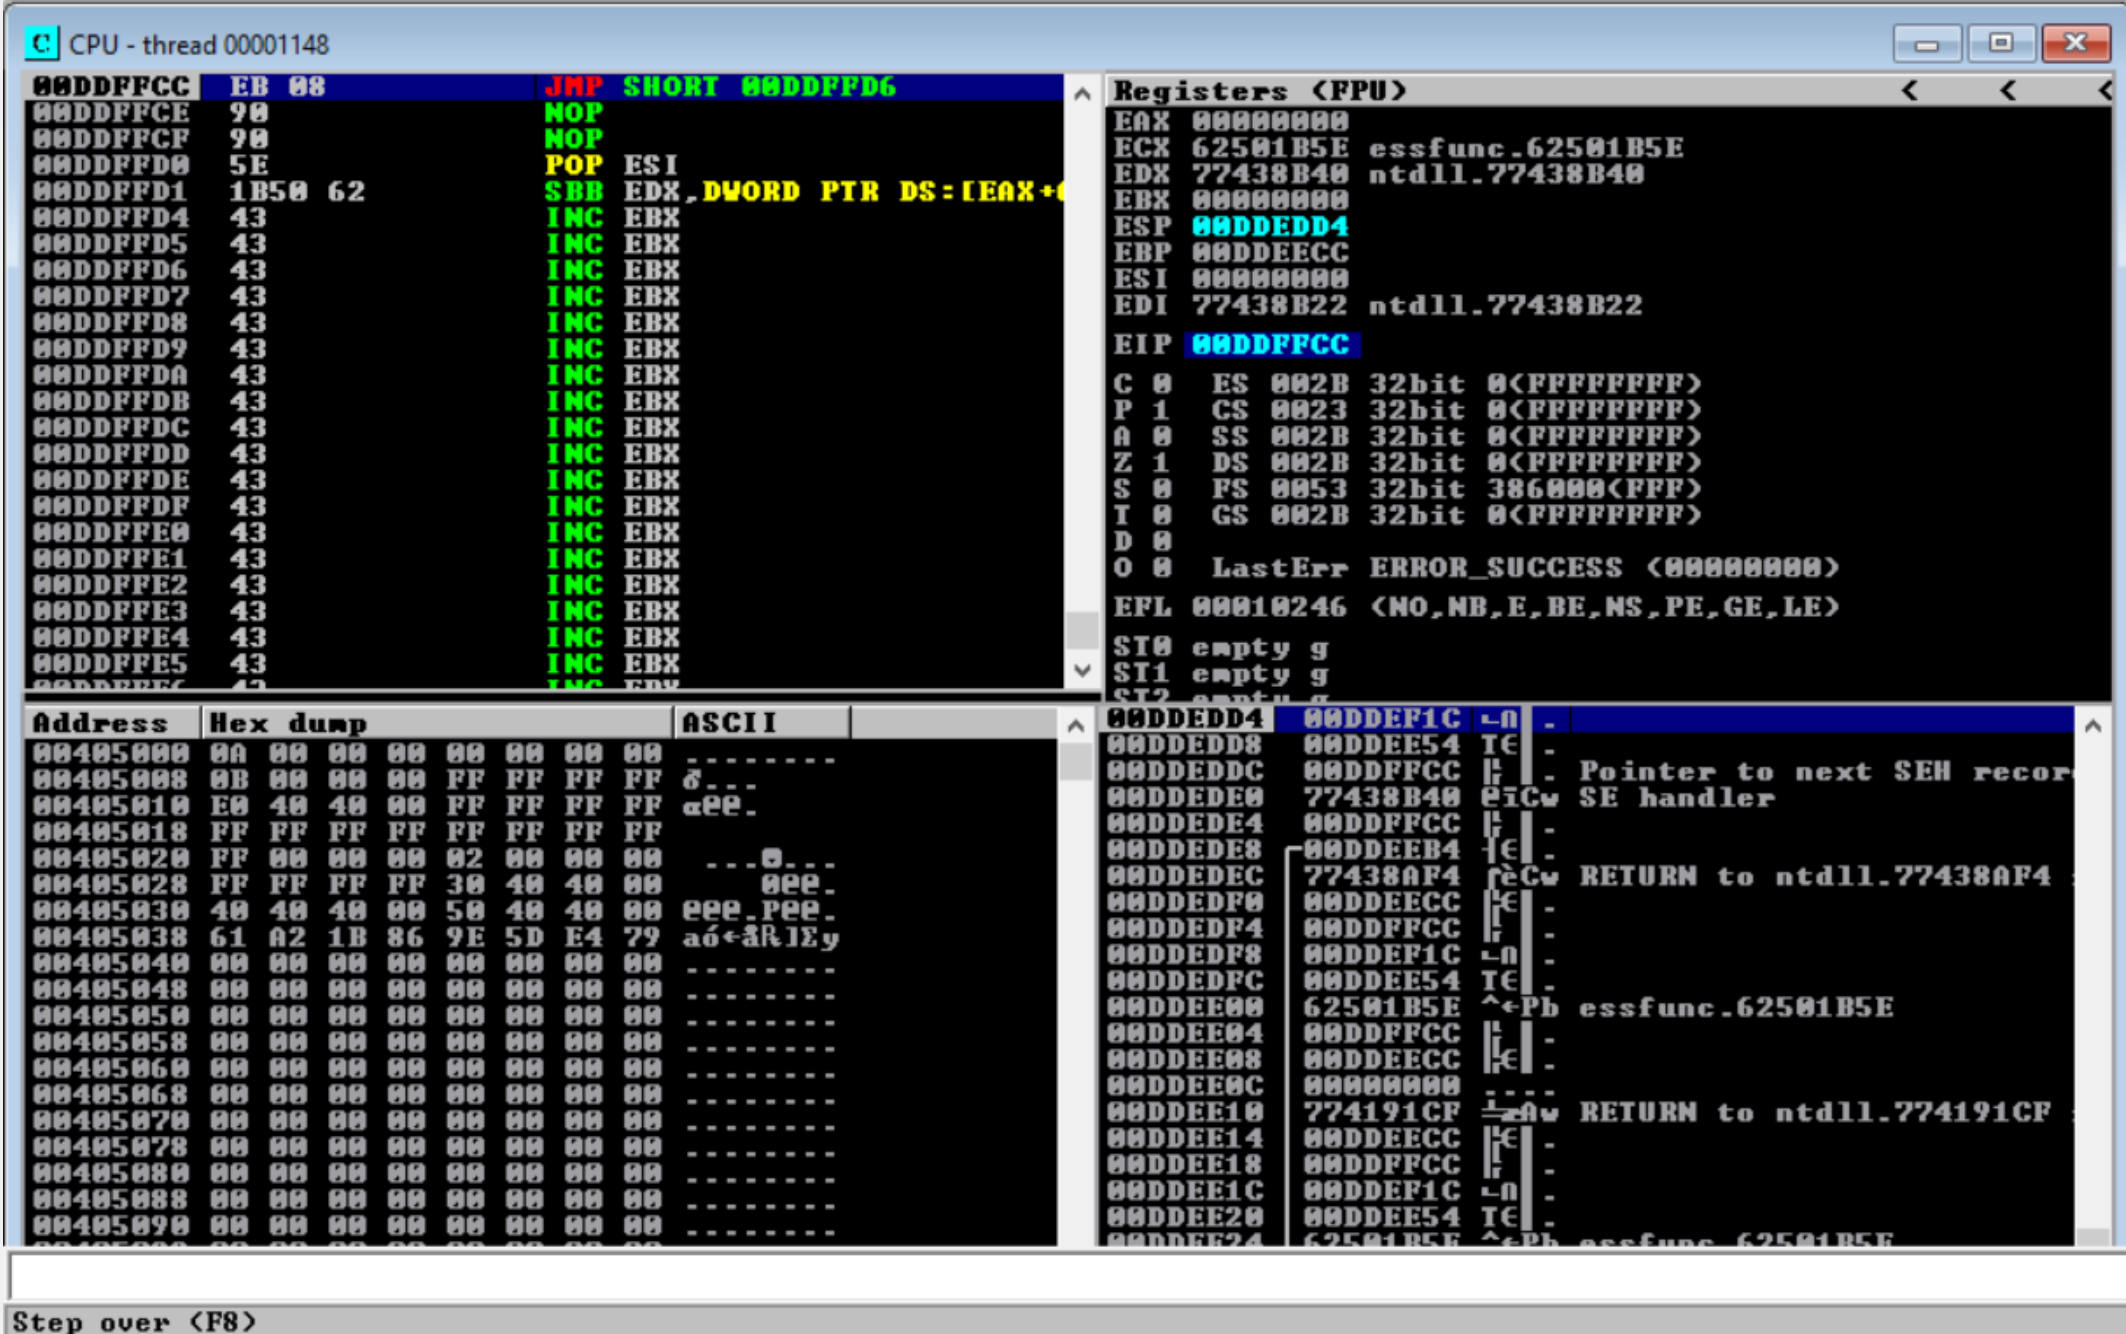 C CPU - thread 00001148
00DDFFCC EB 08 JMP SHORT 00DDFFD6
00DDFFCE 90 NOP
00DDFFCF 90 NOP
00DDFFD0 5E POP ESI
00DDFFD1 1B50 62 SBB EDX,DWORD PTR DS:[EAX+
00DDFFD4 43 INC EBX
00DDFFD5 43 INC EBX
00DDFFD6 43 INC EBX
00DDFFD7 43 INC EBX
00DDFFD8 43 INC EBX
00DDFFD9 43 INC EBX
00DDFFDA 43 INC EBX
00DDFFDB 43 INC EBX
00DDFFDC 43 INC EBX
00DDFFDD 43 INC EBX
00DDFFDE 43 INC EBX
00DDFFDF 43 INC EBX
00DDFFE0 43 INC EBX
00DDFFE1 43 INC EBX
00DDFFE2 43 INC EBX
00DDFFE3 43 INC EBX
00DDFFE4 43 INC EBX
00DDFFE5 43 INC EBX
Registers (FPU) < < <
EAX 00000000
ECX 62501B5E essfunc.62501B5E
EDX 77438B40 ntdll.77438B40
EBX 00000000
ESP 00DDEDD4
EBP 00DDEECC
ESI 00000000
EDI 77438B22 ntdll.77438B22
EIP 00DDFFCC
C 0 ES 002B 32bit 0(FFFFFFFF)
P 1 CS 0023 32bit 0(FFFFFFFF)
A 0 SS 002B 32bit 0(FFFFFFFF)
Z 1 DS 002B 32bit 0(FFFFFFFF)
S 0 FS 0053 32bit 386000(FFF)
T 0 GS 002B 32bit 0(FFFFFFFF)
D 0
O 0 LastErr ERROR_SUCCESS (00000000)
EFL 00010246 (NO,NB,E,BE,NS,PE,GE,LE)
ST0 empty g
ST1 empty g
ST2 empty g
Address Hex dump ASCII
00405000 0A 00 00 00 00 00 00 00 ........
00405008 0B 00 00 00 FF FF FF FF ♂...
00405010 E0 40 40 00 FF FF FF FF α@@.
00405018 FF FF FF FF FF FF FF FF
00405020 FF 00 00 00 02 00 00 00 ...☻...
00405028 FF FF FF FF 30 40 40 00 0@@.
00405030 40 40 40 00 50 40 40 00 @@@.P@@.
00405038 61 A2 1B 86 9E 5D E4 79 aó←å₧]Σy
00405040 00 00 00 00 00 00 00 00 ........
00405048 00 00 00 00 00 00 00 00 ........
00405050 00 00 00 00 00 00 00 00 ........
00405058 00 00 00 00 00 00 00 00 ........
00405060 00 00 00 00 00 00 00 00 ........
00405068 00 00 00 00 00 00 00 00 ........
00405070 00 00 00 00 00 00 00 00 ........
00405078 00 00 00 00 00 00 00 00 ........
00405080 00 00 00 00 00 00 00 00 ........
00405088 00 00 00 00 00 00 00 00 ........
00405090 00 00 00 00 00 00 00 00 ........
00DDEDD4 00DDEF1C
00DDEDD8 00DDEE54
00DDEDDC 00DDFFCC Pointer to next SEH recor
00DDEDE0 77438B40 @ïCw SE handler
00DDEDE4 00DDFFCC
00DDEDE8 00DDEEB4
00DDEDEC 77438AF4 ⌠èCw RETURN to ntdll.77438AF4
00DDEDF0 00DDEECC
00DDEDF4 00DDFFCC
00DDEDF8 00DDEF1C
00DDEDFC 00DDEE54
00DDEE00 62501B5E ^←Pb essfunc.62501B5E
00DDEE04 00DDFFCC
00DDEE08 00DDEECC
00DDEE0C 00000000 ....
00DDEE10 774191CF ╧æAw RETURN to ntdll.774191CF
00DDEE14 00DDEECC
00DDEE18 00DDFFCC
00DDEE1C 00DDEF1C
00DDEE20 00DDEE54
00DDEE24 62501B5E ^←Pb essfunc.62501B5E
Step over (F8)